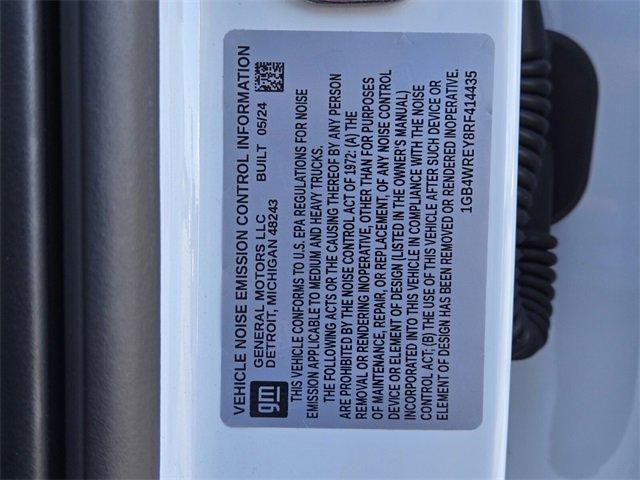 VEHICLE NOISE EMISSION CONTROL INFORMATION
gm
GENERAL MOTORS LLC
DETROIT, MICHIGAN 48243 BUILT 05/24
THIS VEHICLE CONFORMS TO U.S. EPA REGULATIONS FOR NOISE
EMISSION APPLICABLE TO MEDIUM AND HEAVY TRUCKS.
THE FOLLOWING ACTS OR THE CAUSING THEREOF BY ANY PERSON
ARE PROHIBITED BY THE NOISE CONTROL ACT OF 1972: (A) THE
REMOVAL OR RENDERING INOPERATIVE, OTHER THAN FOR PURPOSES
OF MAINTENANCE, REPAIR, OR REPLACEMENT, OF ANY NOISE CONTROL
DEVICE OR ELEMENT OF DESIGN (LISTED IN THE OWNER'S MANUAL)
INCORPORATED INTO THIS VEHICLE IN COMPLIANCE WITH THE NOISE
CONTROL ACT; (B) THE USE OF THIS VEHICLE AFTER SUCH DEVICE OR
ELEMENT OF DESIGN HAS BEEN REMOVED OR RENDERED INOPERATIVE.
1GB4WREY8RF414435